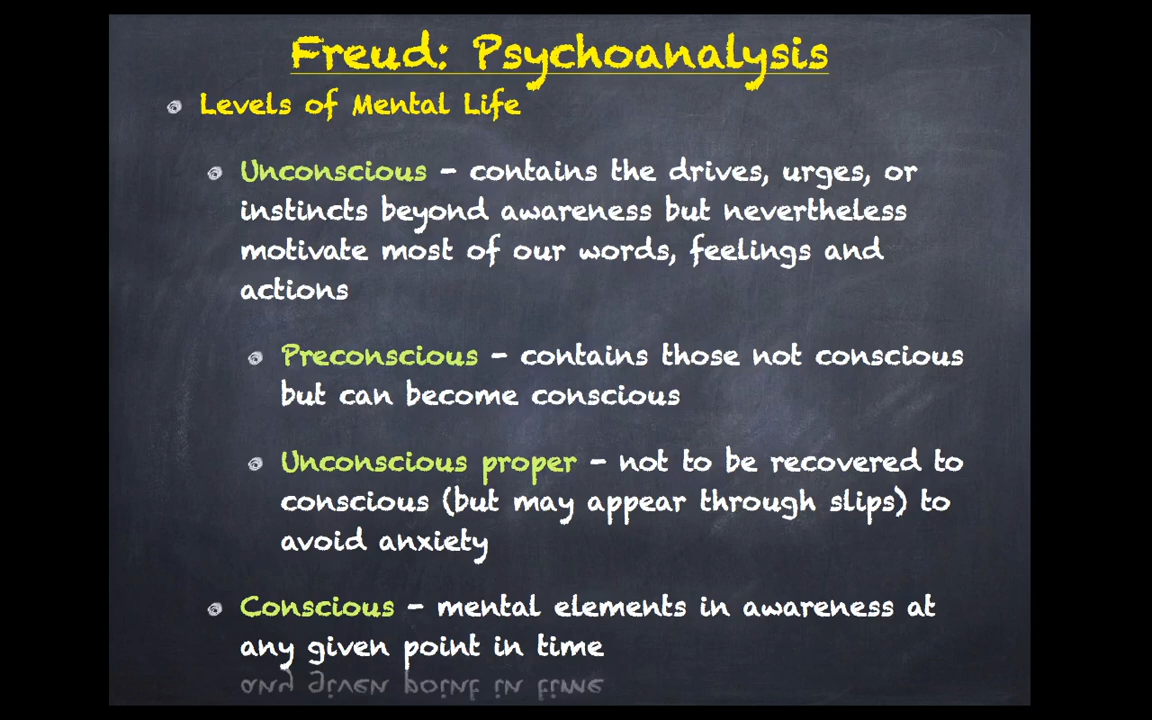 Freud: Psychoanalysis
Levels of Mental Life
Unconscious - contains the drives, urges, or
instincts beyond awareness but nevertheless
motivate most of our words, feelings and
actions
Preconscious - contains those not conscious
but can become conscious
Unconscious proper - not to be recovered to
conscious (but may appear through slips) to
avoid anxiety
Conscious - mental elements in awareness at
any given point in time